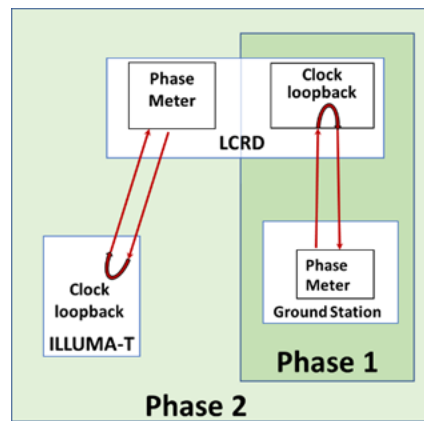 Phase
Meter
Clock
loopback
LCRD
Clock
loopback
ILLUMA-T
Phase
Meter
Ground Station
Phase 1
Phase 2